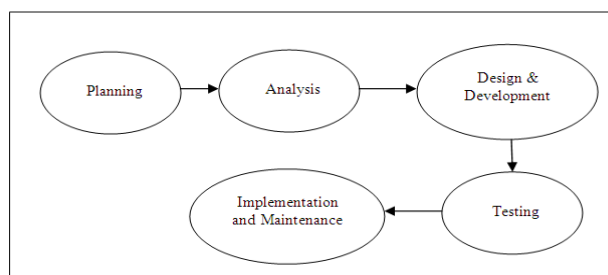 Planning
Analysis
Design &
Development
Testing
Implementation
and Maintenance